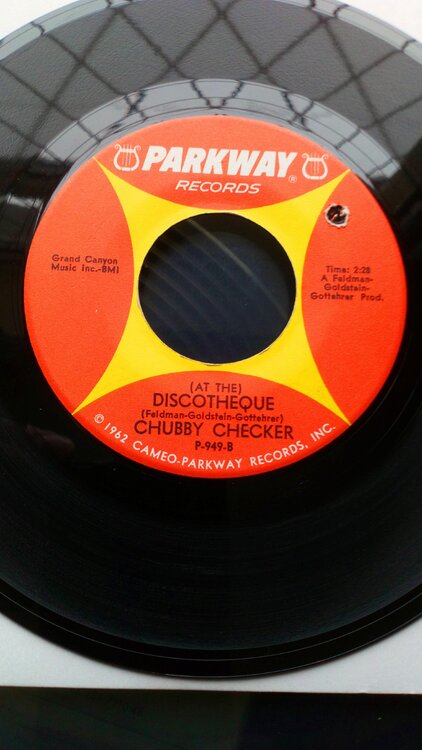 PARKWAY®
RECORDS
Grand Canyon
Music Inc.-BMI
Time: 2:28
A Feldman-
Goldstein-
Gottehrer Prod.
(AT THE)
DISCOTHEQUE
(Feldman-Goldstein-Gottehrer)
CHUBBY CHECKER
P-949-B
© 1962 CAMEO-PARKWAY RECORDS, INC.